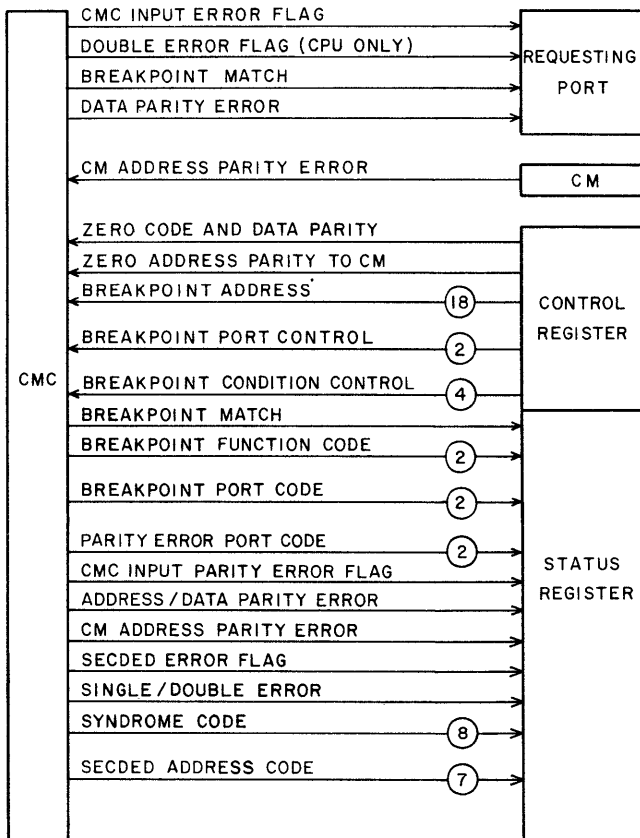 CMC INPUT ERROR FLAG
DOUBLE ERROR FLAG (CPU ONLY)
BREAKPOINT MATCH
DATA PARITY ERROR
REQUESTING
PORT
CM ADDRESS PARITY ERROR
CM
ZERO CODE AND DATA PARITY
ZERO ADDRESS PARITY TO CM
BREAKPOINT ADDRESS
18
BREAKPOINT PORT CONTROL
2
BREAKPOINT CONDITION CONTROL
4
CONTROL
REGISTER
CMC
BREAKPOINT MATCH
BREAKPOINT FUNCTION CODE
2
BREAKPOINT PORT CODE
2
PARITY ERROR PORT CODE
2
CMC INPUT PARITY ERROR FLAG
ADDRESS/DATA PARITY ERROR
CM ADDRESS PARITY ERROR
SECDED ERROR FLAG
SINGLE/DOUBLE ERROR
SYNDROME CODE
8
SECDED ADDRESS CODE
7
STATUS
REGISTER